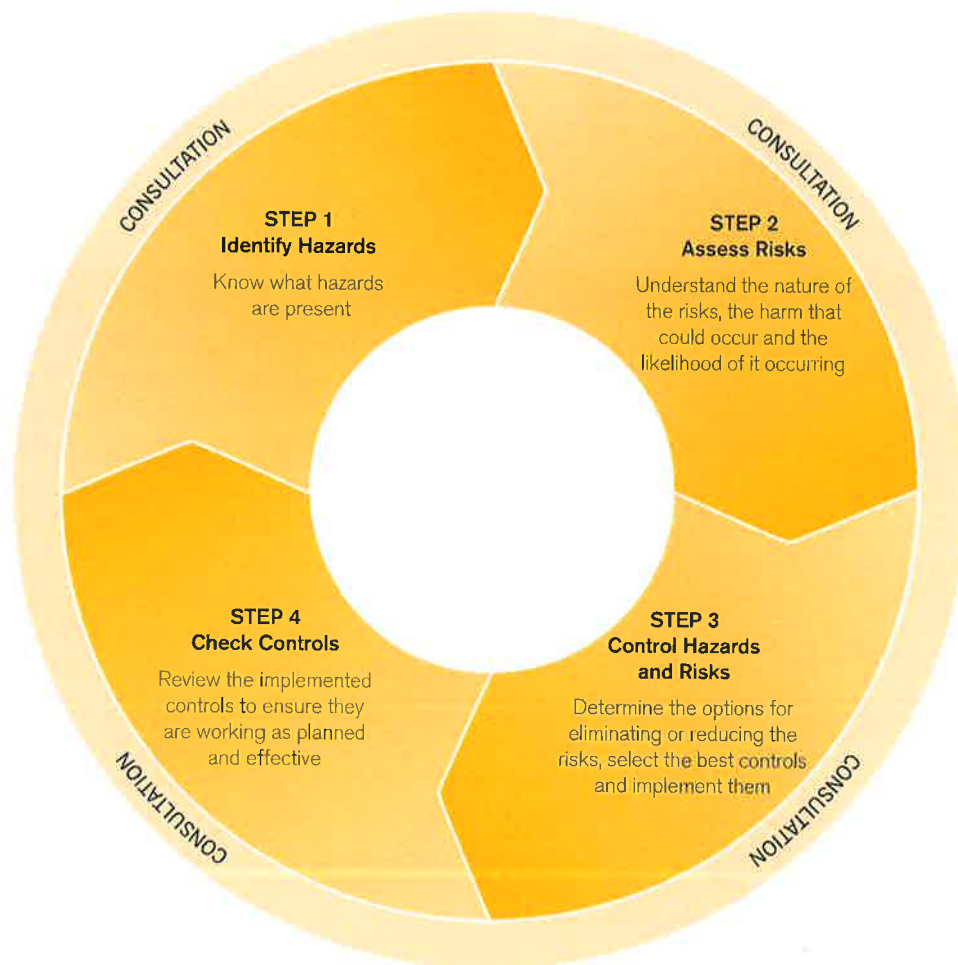 CONSULTATION
CONSULTATION
STEP 1
Identify Hazards
Know what hazards
are present
STEP 2
Assess Risks
Understand the nature of
the risks, the harm that
could occur and the
likelihood of it occurring
STEP 3
Control Hazards
and Risks
Determine the options for
eliminating or reducing the
risks, select the best controls
and implement them
STEP 4
Check Controls
Review the implemented
controls to ensure they
are working as planned
and effective
CONSULTATION
CONSULTATION